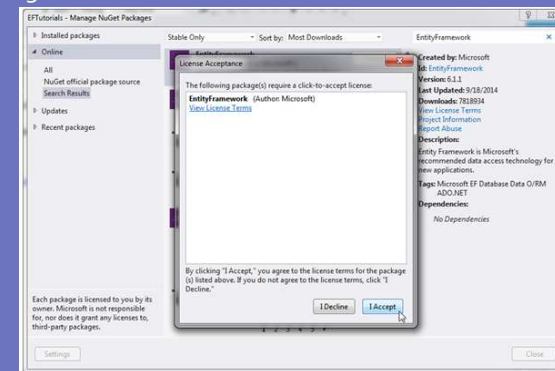 EFTutorials - Manage NuGet Packages
Installed packages
Online
All
NuGet official package source
Search Results
Updates
Recent packages
Each package is licensed to you by its
owner. Microsoft is not responsible
for, nor does it grant any licenses to,
third-party packages.
Settings
Stable Only
Sort by: Most Downloads
License Acceptance
The following package(s) require a click-to-accept license:
EntityFramework (Author: Microsoft)
View License Terms
By clicking "I Accept," you agree to the license terms for the package
(s) listed above. If you do not agree to the license terms, click "I
Decline."
I Decline
I Accept
EntityFramework
Created by: Microsoft
Id: EntityFramework
Version: 6.1.1
Last Updated: 9/18/2014
Downloads: 7818934
View License Terms
Project Information
Report Abuse
Description:
Entity Framework is Microsoft's
recommended data access technology for
new applications.
Tags: Microsoft EF Database Data O/RM
ADO.NET
Dependencies:
No Dependencies
Close